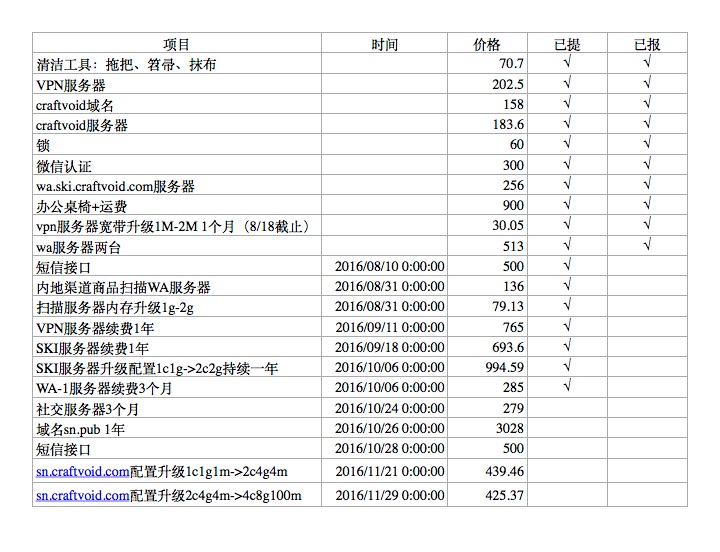 项目 时间 价格 已提 已报
清洁工具：拖把、笤帚、抹布 70.7 √ √
VPN服务器 202.5 √ √
craftvoid域名 158 √ √
craftvoid服务器 183.6 √ √
锁 60 √ √
微信认证 300 √ √
wa.ski.craftvoid.com服务器 256 √ √
办公桌椅+运费 900 √ √
vpn服务器宽带升级1M-2M 1个月（8/18截止） 30.05 √ √
wa服务器两台 513 √ √
短信接口 2016/08/10 0:00:00 500 √
内地渠道商品扫描WA服务器 2016/08/31 0:00:00 136 √
扫描服务器内存升级1g-2g 2016/08/31 0:00:00 79.13 √
VPN服务器续费1年 2016/09/11 0:00:00 765 √
SKI服务器续费1年 2016/09/18 0:00:00 693.6 √
SKI服务器升级配置1c1g->2c2g持续一年 2016/10/06 0:00:00 994.59 √
WA-1服务器续费3个月 2016/10/06 0:00:00 285 √
社交服务器3个月 2016/10/24 0:00:00 279
域名sn.pub 1年 2016/10/26 0:00:00 3028
短信接口 2016/10/28 0:00:00 500
sn.craftvoid.com配置升级1c1g1m->2c4g4m 2016/11/21 0:00:00 439.46
sn.craftvoid.com配置升级2c4g4m->4c8g100m 2016/11/29 0:00:00 425.37